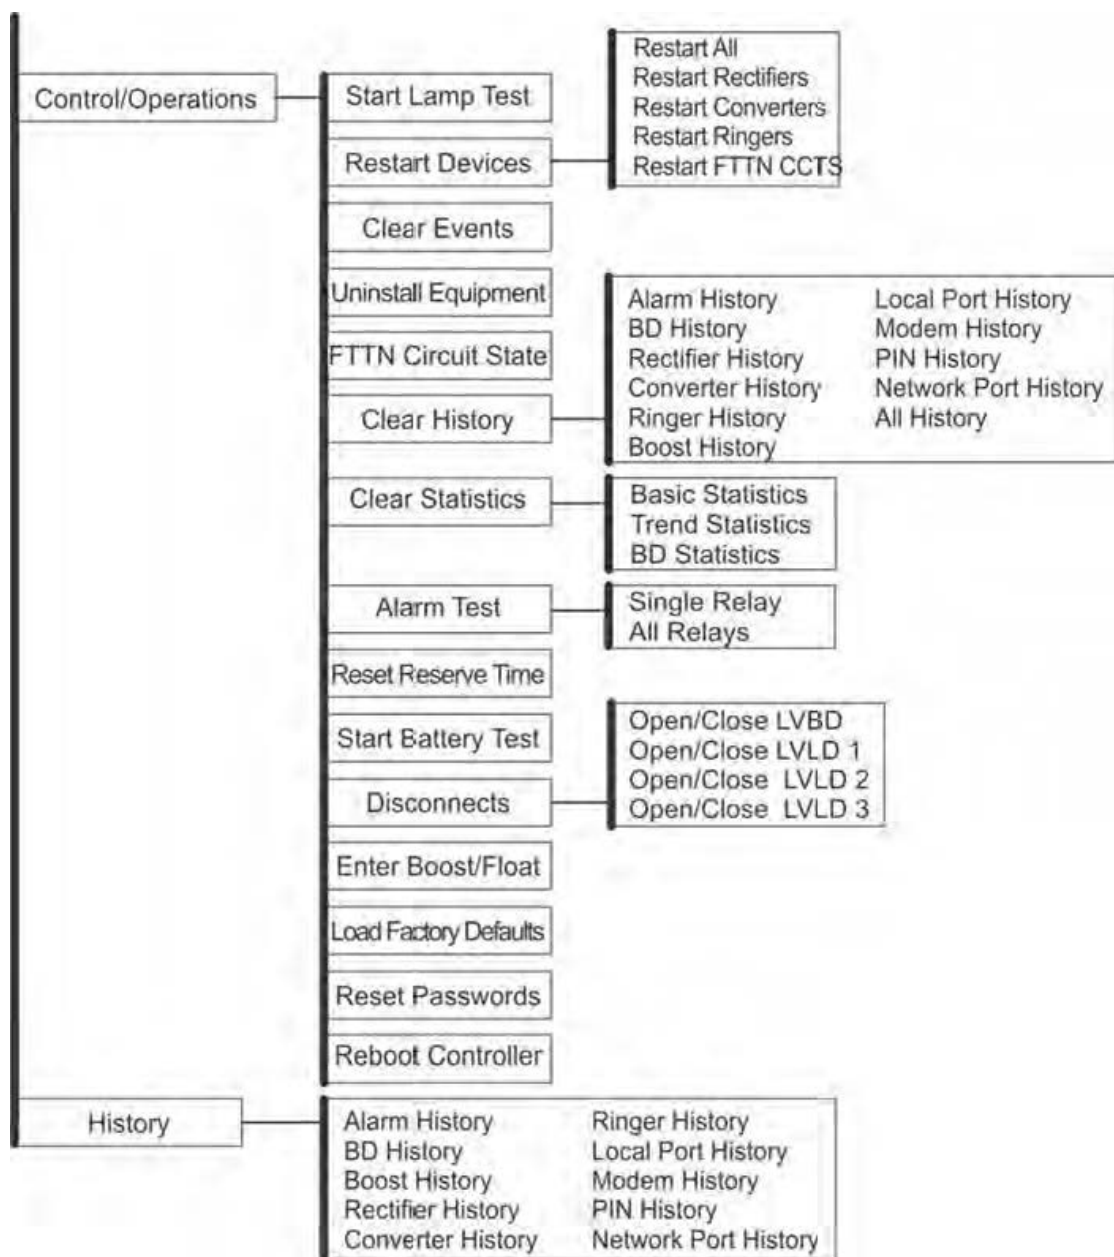 Control/Operations
Start Lamp Test
Restart Devices
Restart All
Restart Rectifiers
Restart Converters
Restart Ringers
Restart FTTN CCTS
Clear Events
Uninstall Equipment
FTTN Circuit State
Clear History
Alarm History
BD History
Rectifier History
Converter History
Ringer History
Boost History
Local Port History
Modem History
PIN History
Network Port History
All History
Clear Statistics
Basic Statistics
Trend Statistics
BD Statistics
Alarm Test
Single Relay
All Relays
Reset Reserve Time
Start Battery Test
Disconnects
Open/Close LVBD
Open/Close LVLD 1
Open/Close LVLD 2
Open/Close LVLD 3
Enter Boost/Float
Load Factory Defaults
Reset Passwords
Reboot Controller
History
Alarm History
BD History
Boost History
Rectifier History
Converter History
Ringer History
Local Port History
Modem History
PIN History
Network Port History